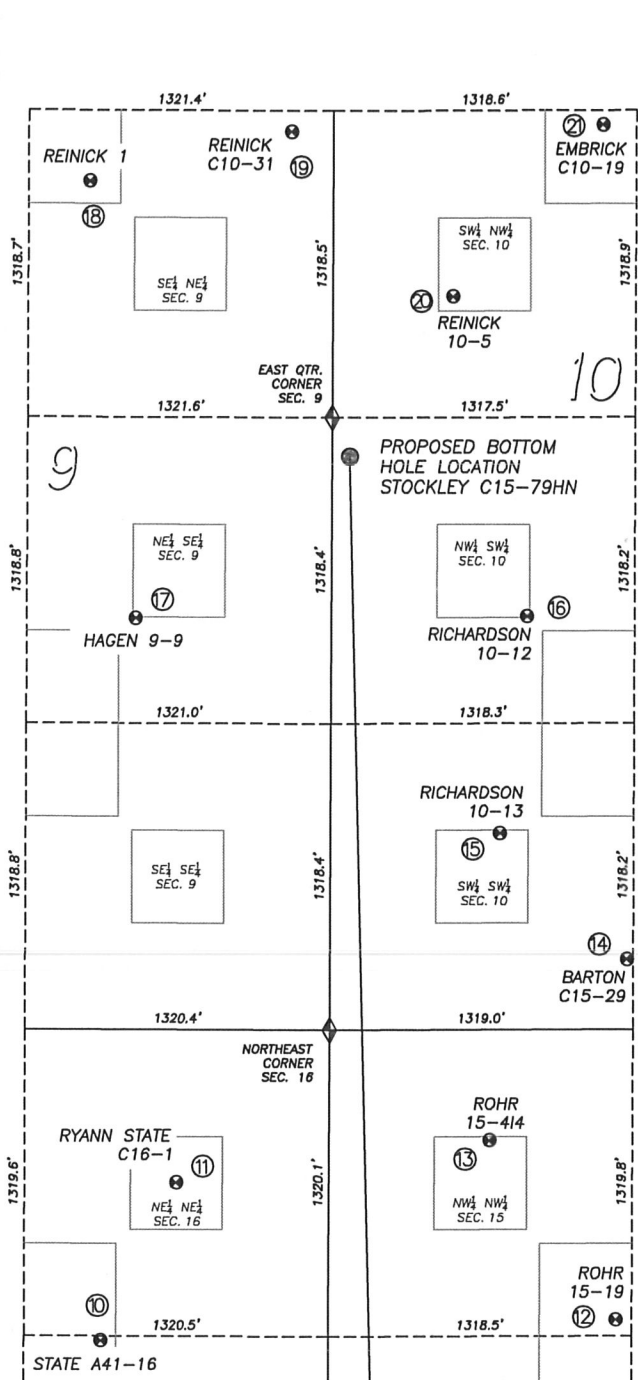 1321.4'
1318.6'
REINICK 1
18
REINICK
C10-31
19
21
EMBRICK
C10-19
1318.7'
SE¼ NE¼
SEC. 9
1318.5'
SW¼ NW¼
SEC. 10
1318.9'
20
REINICK
10-5
EAST QTR.
CORNER
SEC. 9
10
1321.6'
1317.5'
9
PROPOSED BOTTOM
HOLE LOCATION
STOCKLEY C15-79HN
1318.8'
NE¼ SE¼
SEC. 9
1318.4'
NW¼ SW¼
SEC. 10
1318.2'
17
HAGEN 9-9
16
RICHARDSON
10-12
1321.0'
1318.3'
RICHARDSON
10-13
15
1318.8'
SE¼ SE¼
SEC. 9
1318.4'
SW¼ SW¼
SEC. 10
1318.2'
14
BARTON
C15-29
1320.4'
1319.0'
NORTHEAST
CORNER
SEC. 16
RYANN STATE
C16-1
11
ROHR
15-414
13
1319.6'
NE¼ NE¼
SEC. 16
1320.1'
NW¼ NW¼
SEC. 15
1319.8'
10
ROHR
15-19
12
1320.5'
1318.5'
STATE A41-16